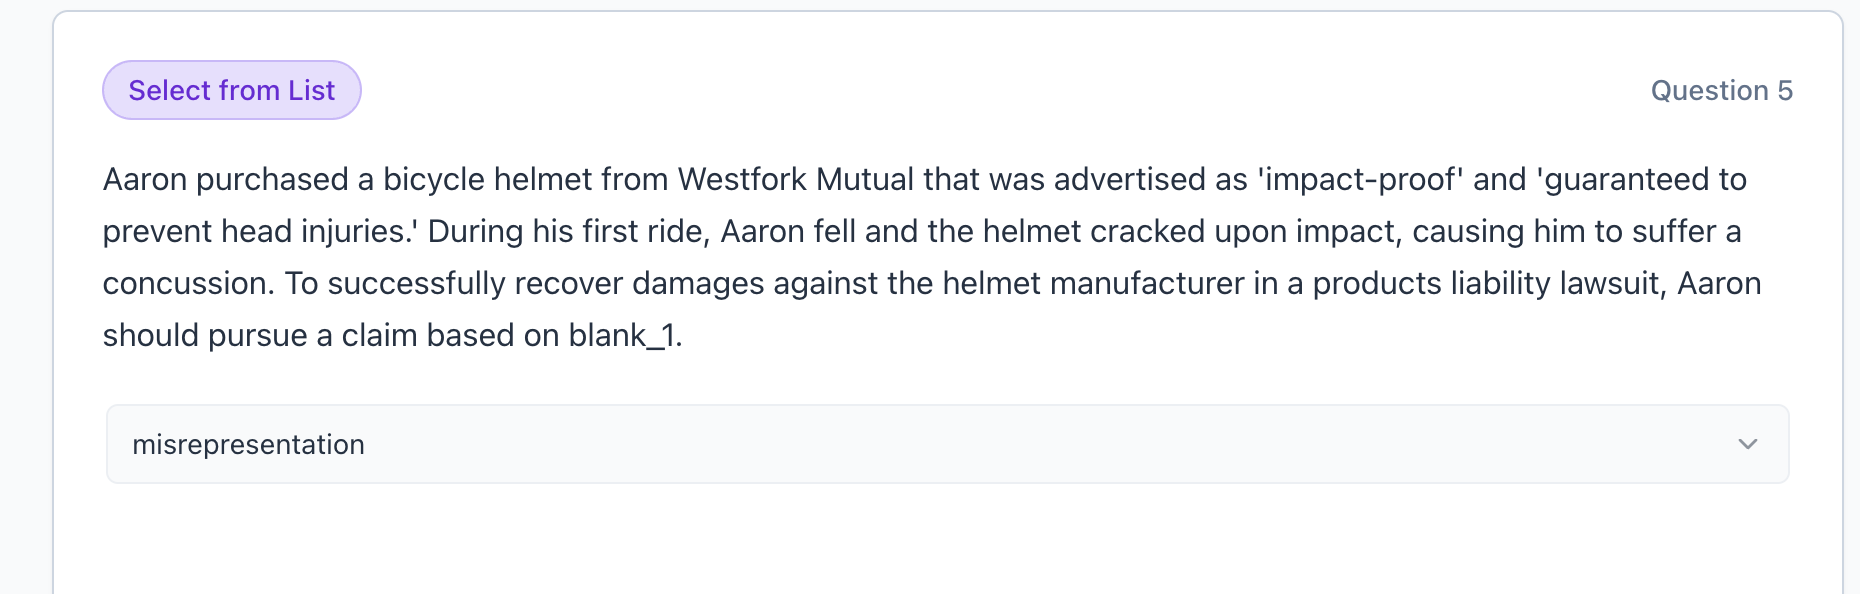 Select from List
Question 5
Aaron purchased a bicycle helmet from Westfork Mutual that was advertised as 'impact-proof' and 'guaranteed to
prevent head injuries.' During his first ride, Aaron fell and the helmet cracked upon impact, causing him to suffer a
concussion. To successfully recover damages against the helmet manufacturer in a products liability lawsuit, Aaron
should pursue a claim based on blank_1.
misrepresentation